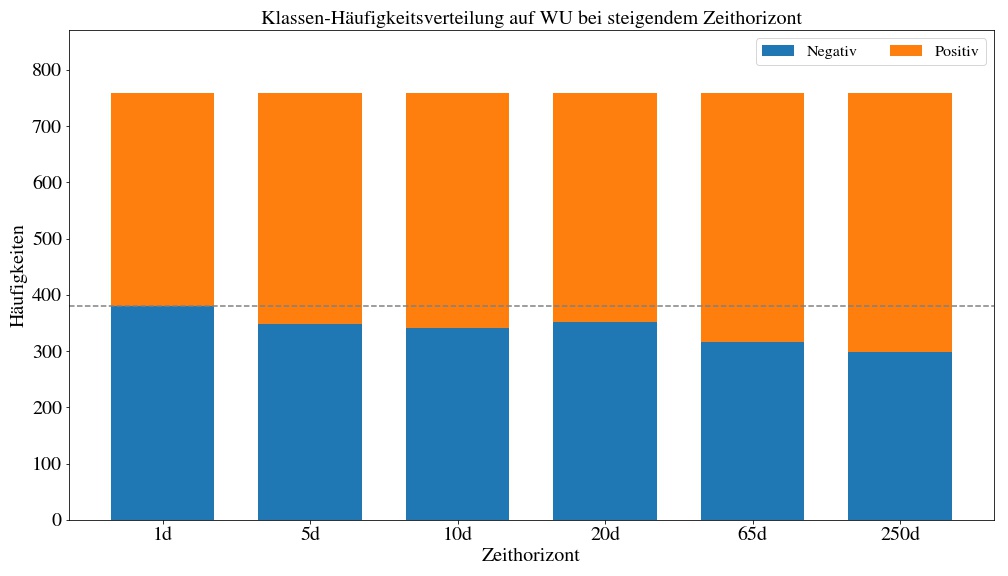 Klassen-Häufigkeitsverteilung auf WU bei steigendem Zeithorizont
Negativ Positiv
Häufigkeiten
800
700
600
500
400
300
200
100
0
1d 5d 10d 20d 65d 250d
Zeithorizont